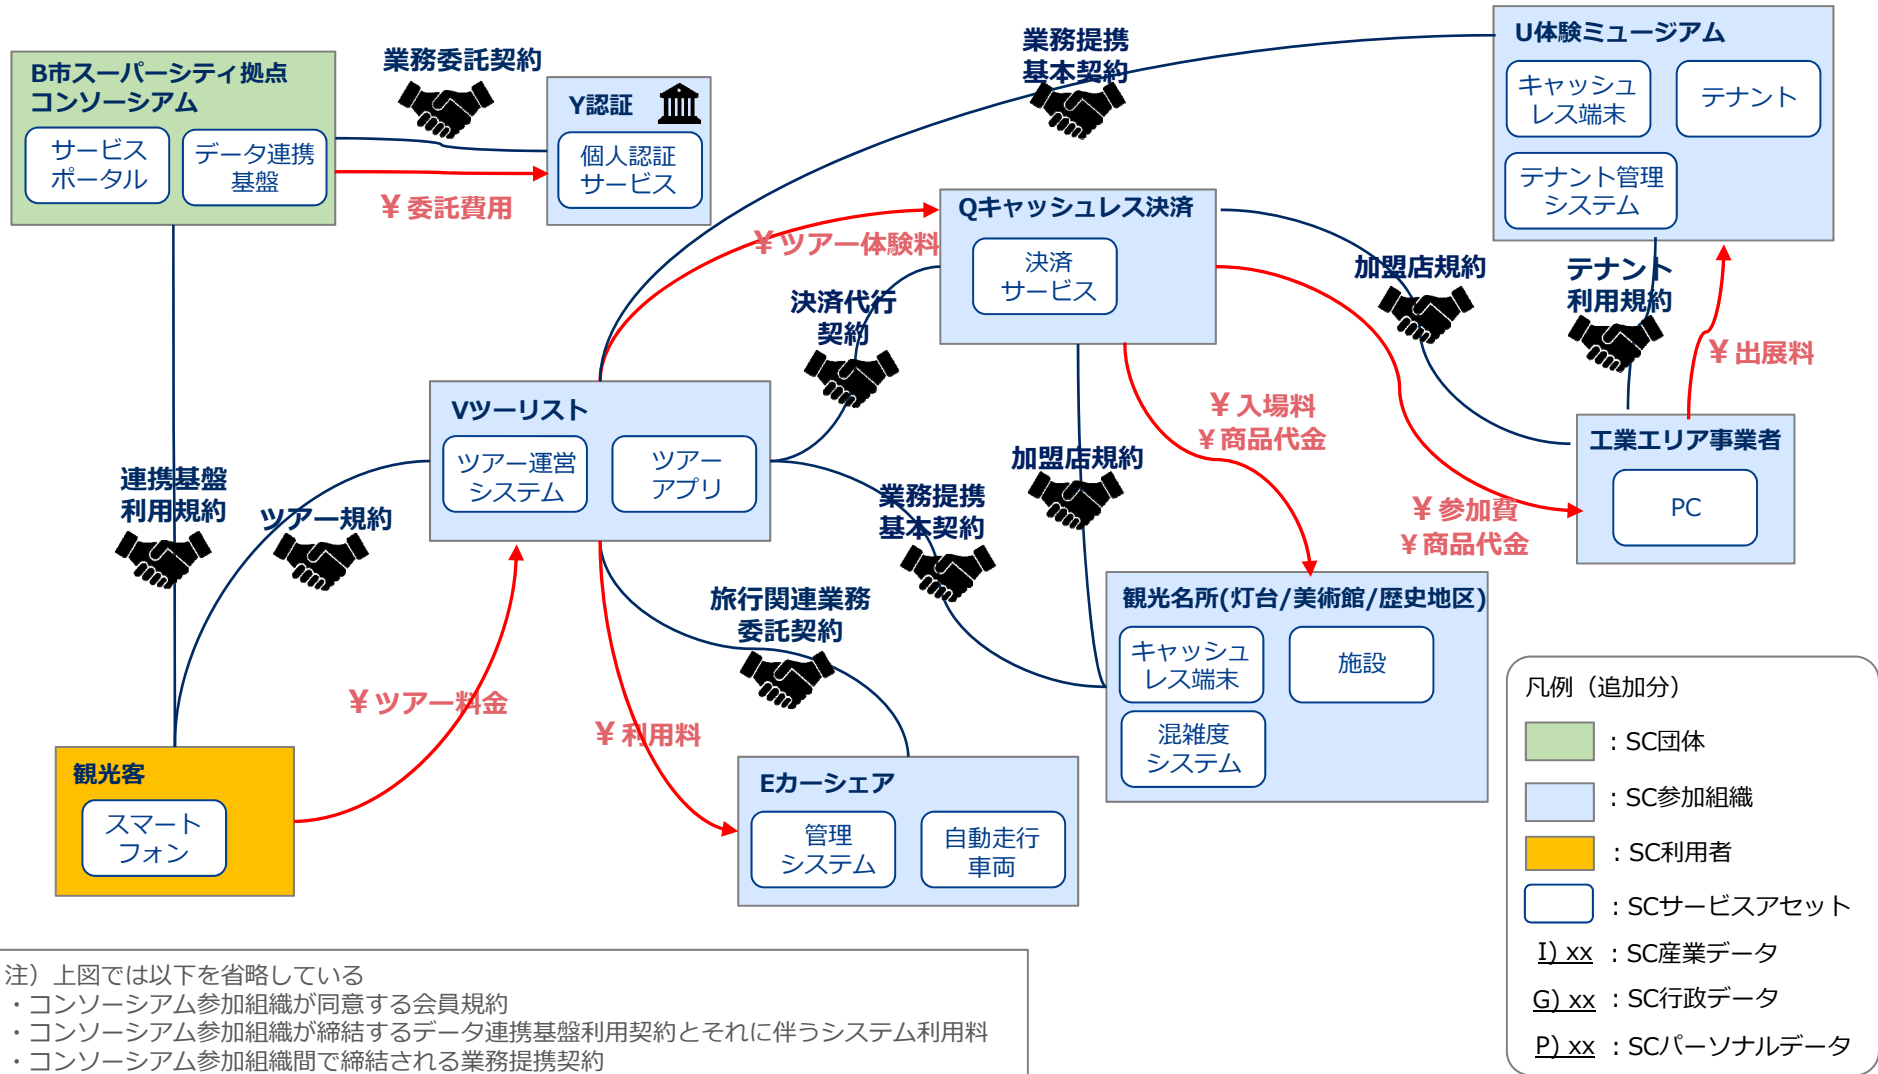 B市スーパーシティ拠点
コンソーシアム
サービス
ポータル
データ連携
基盤
業務委託契約
¥ 委託費用
Y認証
個人認証
サービス
業務提携
基本契約
U体験ミュージアム
キャッシュ
レス端末
テナント
テナント管理
システム
Qキャッシュレス決済
決済
サービス
¥ ツアー体験料
決済代行
契約
加盟店規約
テナント
利用規約
¥ 出展料
Vツーリスト
ツアー運営
システム
ツアー
アプリ
¥ 入場料
¥ 商品代金
加盟店規約
工業エリア事業者
PC
¥ 参加費
¥ 商品代金
連携基盤
利用規約
ツアー規約
業務提携
基本契約
旅行関連業務
委託契約
観光名所(灯台/美術館/歴史地区)
キャッシュ
レス端末
施設
混雑度
システム
¥ ツアー料金
¥ 利用料
観光客
スマート
フォン
Eカーシェア
管理
システム
自動走行
車両
凡例（追加分）
：SC団体
：SC参加組織
：SC利用者
：SCサービスアセット
I) xx ：SC産業データ
G) xx ：SC行政データ
P) xx ：SCパーソナルデータ
注）上図では以下を省略している
・コンソーシアム参加組織が同意する会員規約
・コンソーシアム参加組織が締結するデータ連携基盤利用契約とそれに伴うシステム利用料
・コンソーシアム参加組織間で締結される業務提携契約